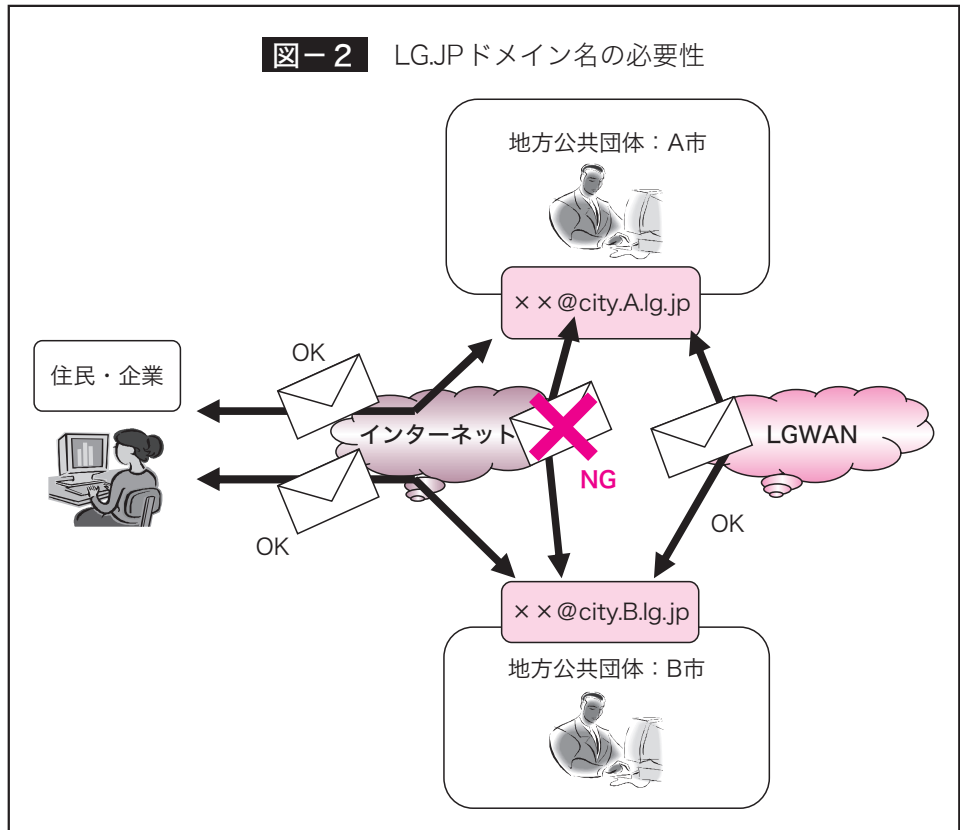 図－2 LG.JPドメイン名の必要性
地方公共団体：A市
××@city.A.lg.jp
OK
住民・企業
インターネット
LGWAN
NG
OK
OK
××@city.B.lg.jp
地方公共団体：B市